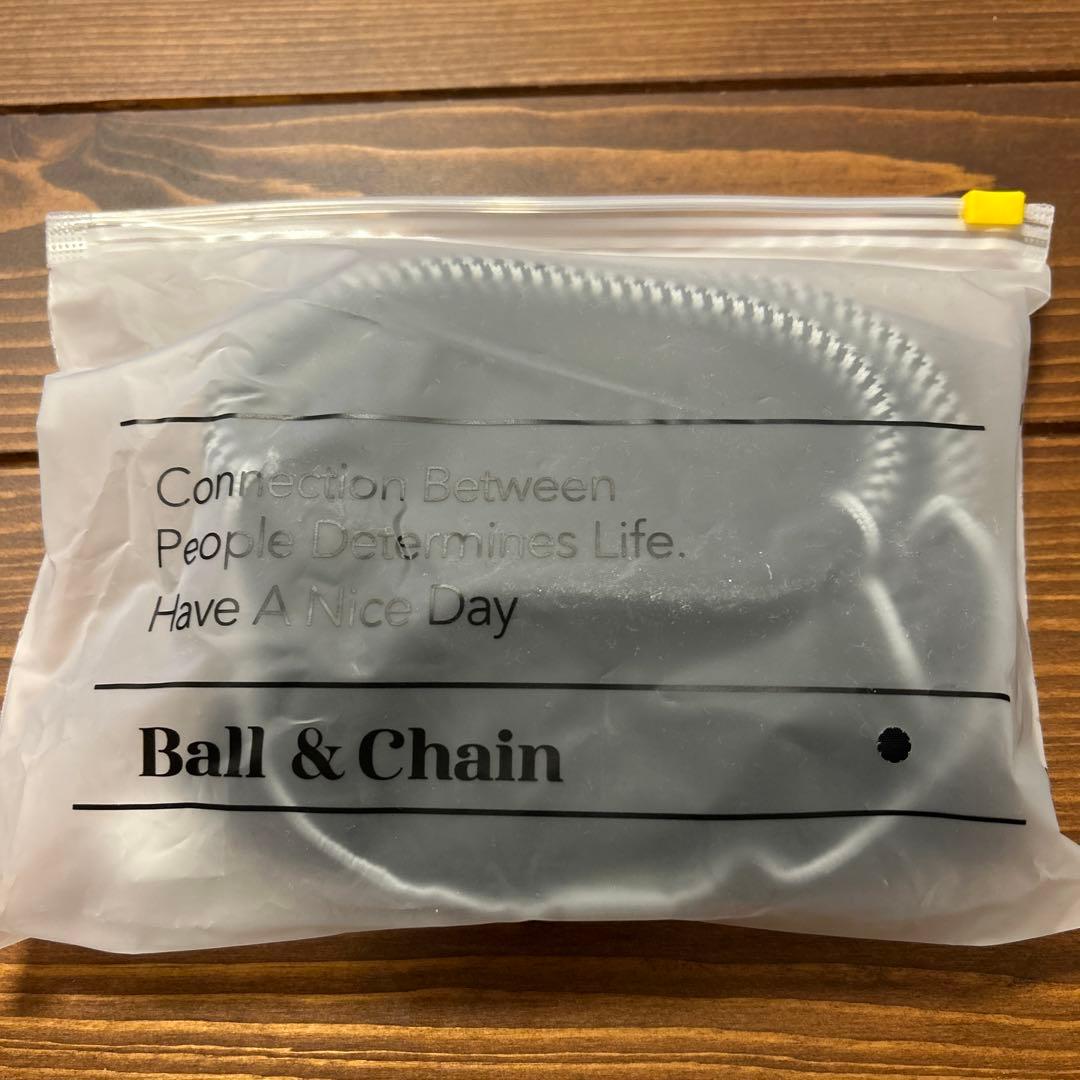 Connection Between
People Determines Life.
Have A Nice Day
Ball & Chain